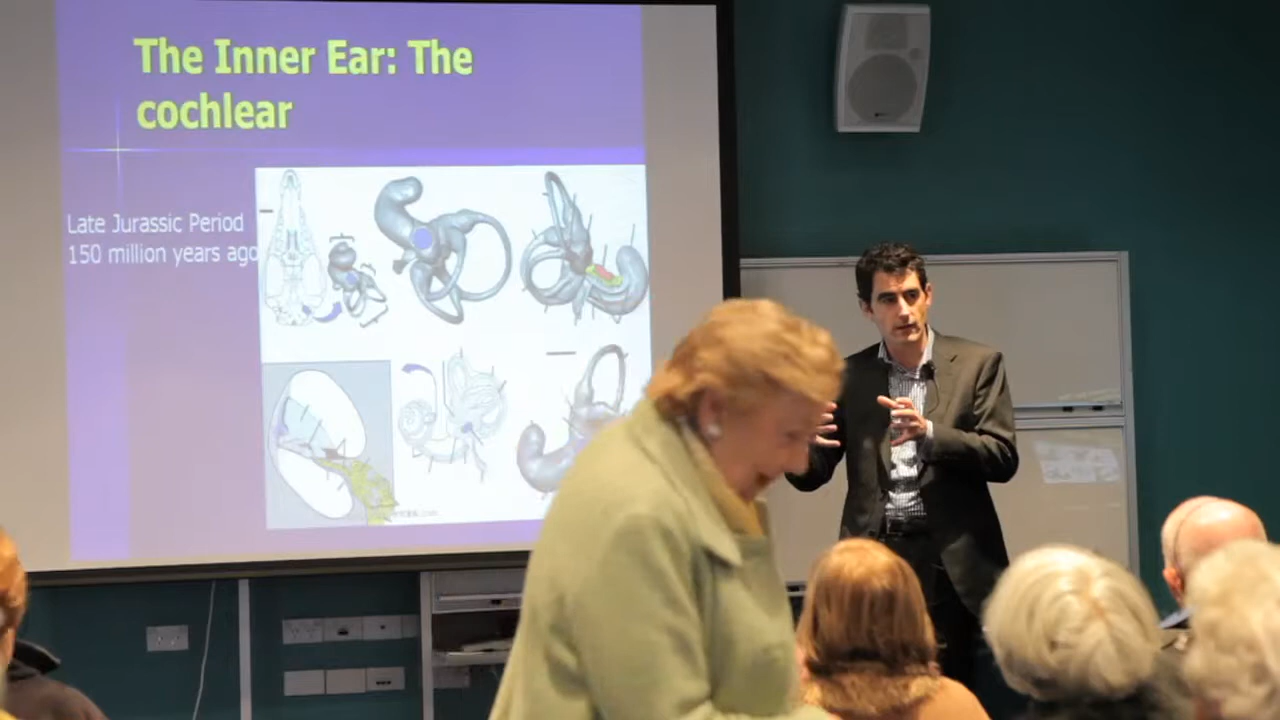 The Inner Ear: The
cochlear
Late Jurassic Period
150 million years ago